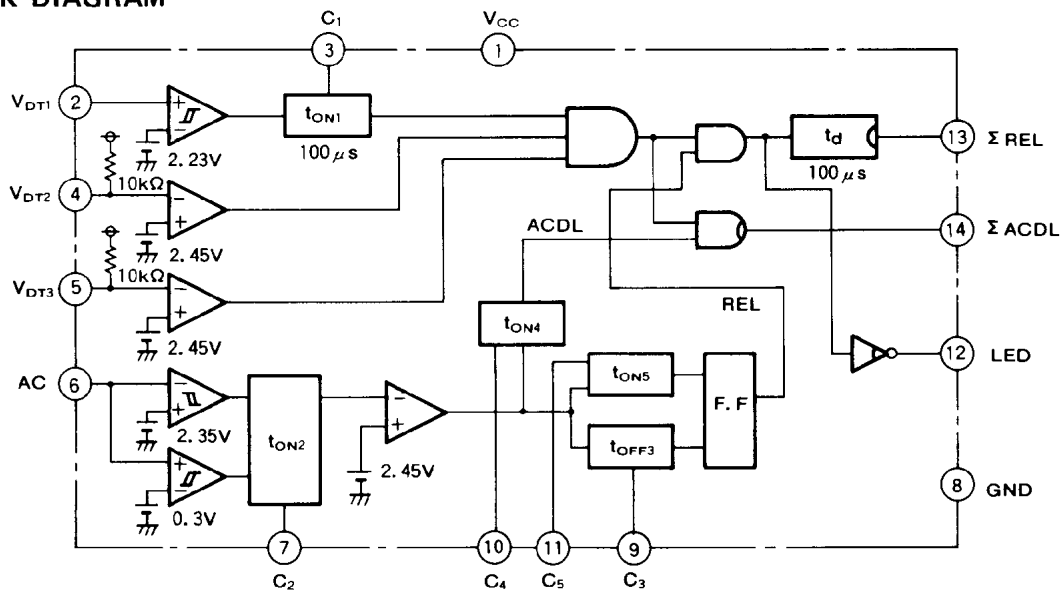 K DIAGRAM
C1
VCC
3
1
VDT1
2
+
−
tON1
100μs
2.23V
td
100μs
13
Σ REL
VDT2
4
10kΩ
−
+
2.45V
ACDL
14
Σ ACDL
VDT3
5
10kΩ
−
+
2.45V
REL
tON4
12
LED
AC
6
−
+
2.35V
tON2
−
+
2.45V
tON5
F.F
tOFF3
+
−
0.3V
8
GND
7
10
11
9
C2
C4
C5
C3